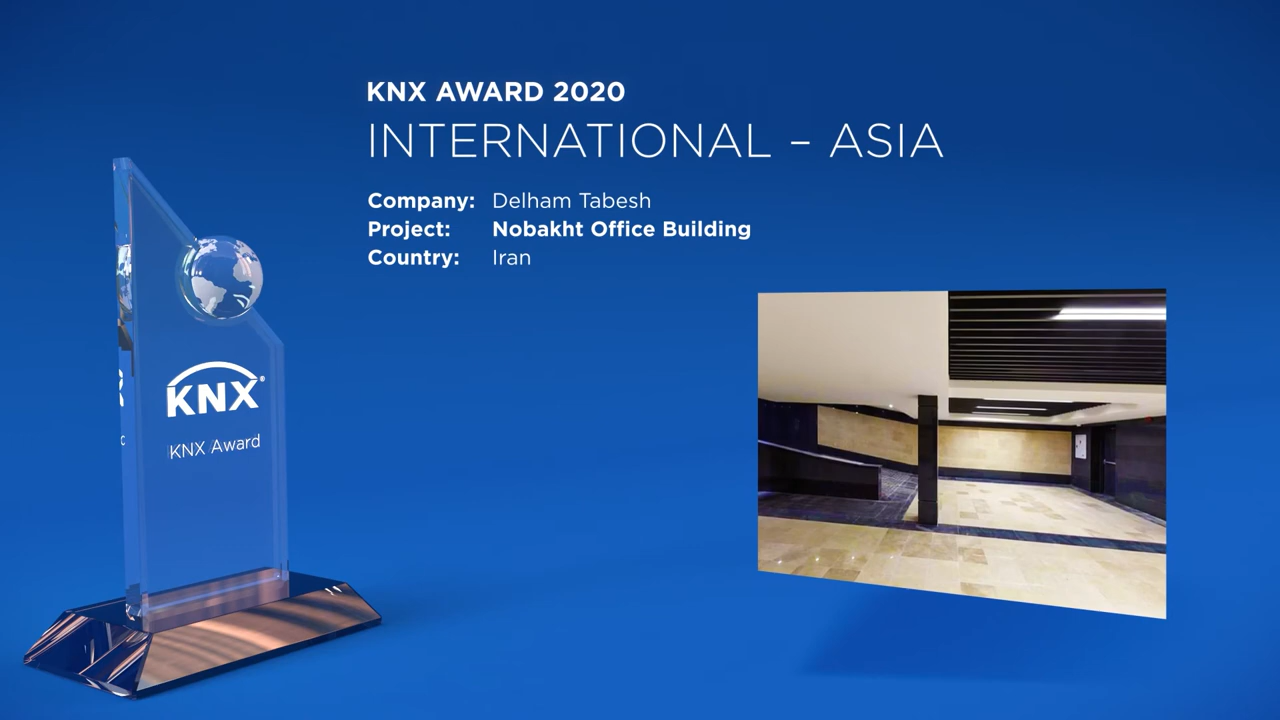 KNX AWARD 2020
INTERNATIONAL – ASIA
Company: Delham Tabesh
Project: Nobakht Office Building
Country: Iran
KNX®
KNX Award